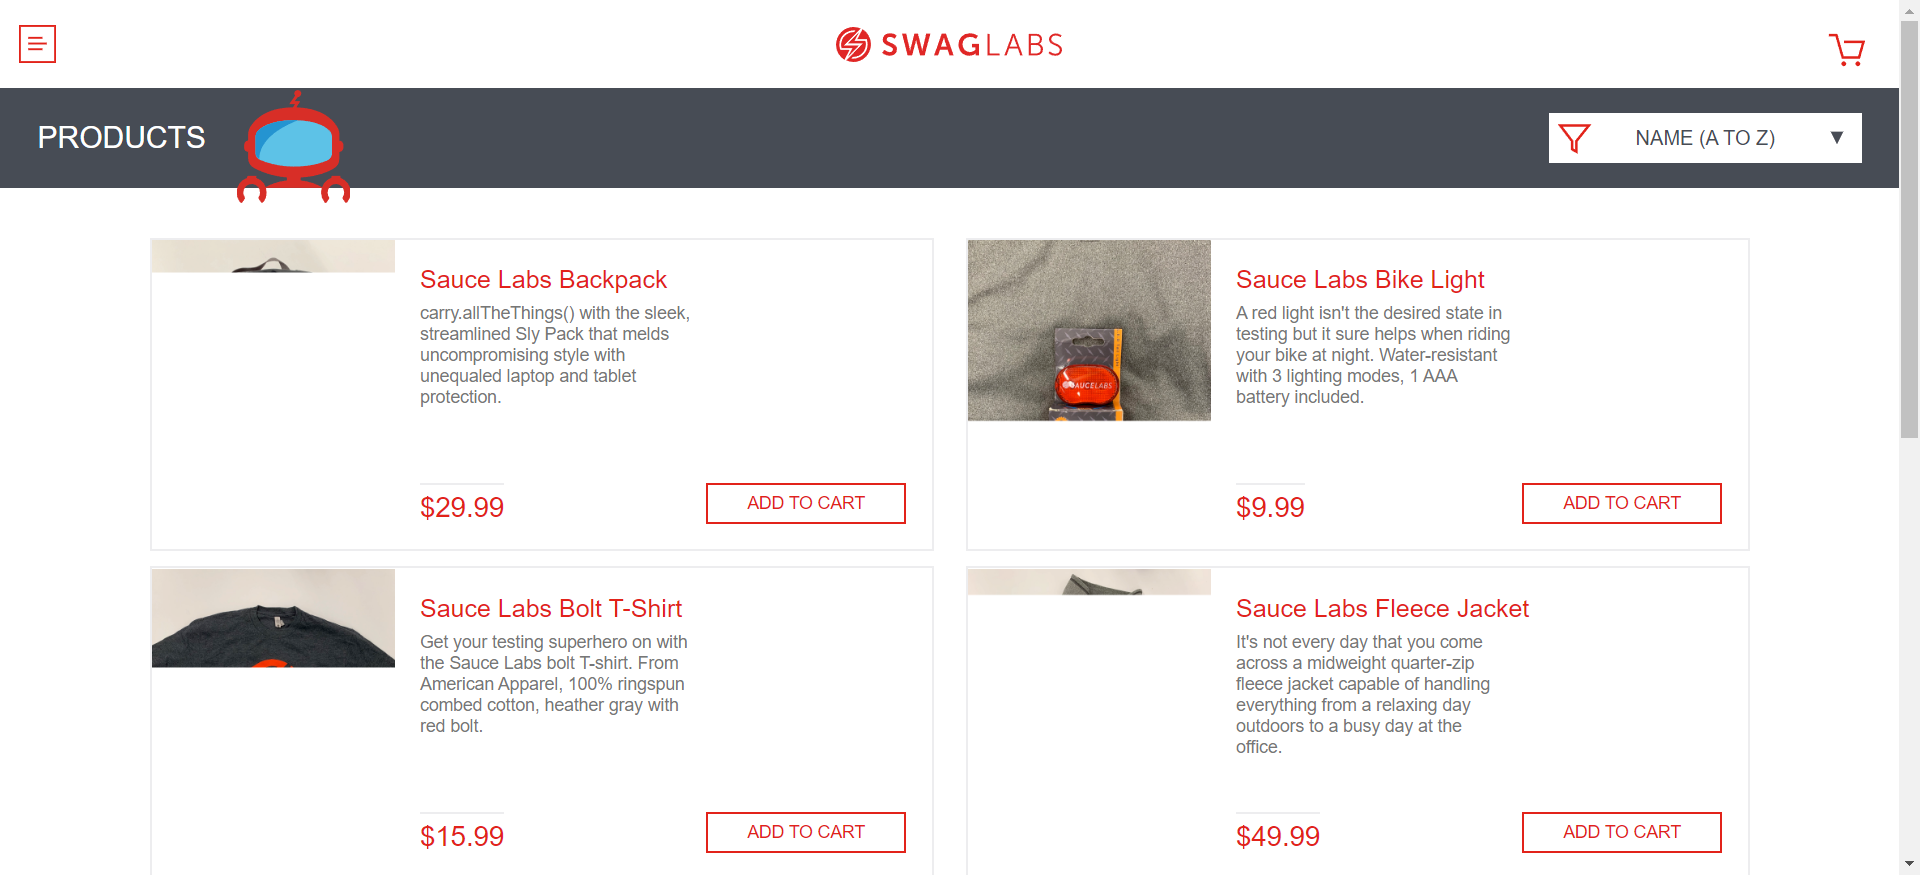 SWAGLABS
PRODUCTS
NAME (A TO Z)
Sauce Labs Backpack
carry.allTheThings() with the sleek,
streamlined Sly Pack that melds
uncompromising style with
unequaled laptop and tablet
protection.
$29.99
ADD TO CART
SAUCELABS
Sauce Labs Bike Light
A red light isn't the desired state in
testing but it sure helps when riding
your bike at night. Water-resistant
with 3 lighting modes, 1 AAA
battery included.
$9.99
ADD TO CART
Sauce Labs Bolt T-Shirt
Get your testing superhero on with
the Sauce Labs bolt T-shirt. From
American Apparel, 100% ringspun
combed cotton, heather gray with
red bolt.
$15.99
ADD TO CART
Sauce Labs Fleece Jacket
It's not every day that you come
across a midweight quarter-zip
fleece jacket capable of handling
everything from a relaxing day
outdoors to a busy day at the
office.
$49.99
ADD TO CART